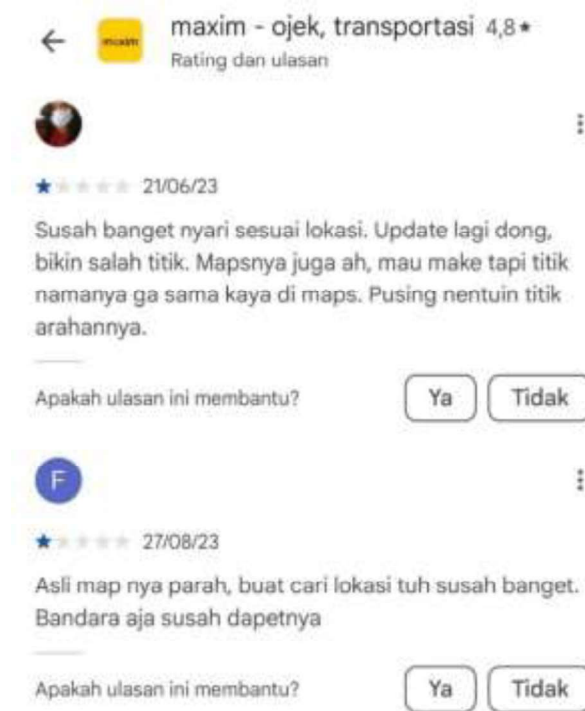 maxim - ojek, transportasi 4,8★
maxim
Rating dan ulasan
21/06/23
Susah banget nyari sesuai lokasi. Update lagi dong,
bikin salah titik. Mapsnya juga ah, mau make tapi titik
namanya ga sama kaya di maps. Pusing nentuin titik
arahannya.
Apakah ulasan ini membantu? Ya Tidak
F
27/08/23
Asli map nya parah, buat cari lokasi tuh susah banget.
Bandara aja susah dapetnya
Apakah ulasan ini membantu? Ya Tidak